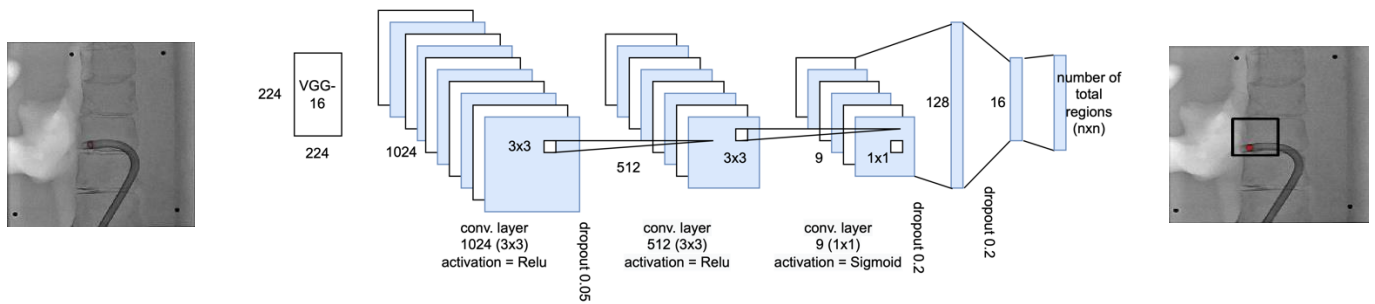 224
VGG-
16
224
1024
3x3
conv. layer
1024 (3x3)
activation = Relu
dropout 0.05
512
3x3
conv. layer
512 (3x3)
activation = Relu
9
1x1
conv. layer
9 (1x1)
activation = Sigmoid
dropout 0.2
128
dropout 0.2
16
number of
total
regions
(nxn)